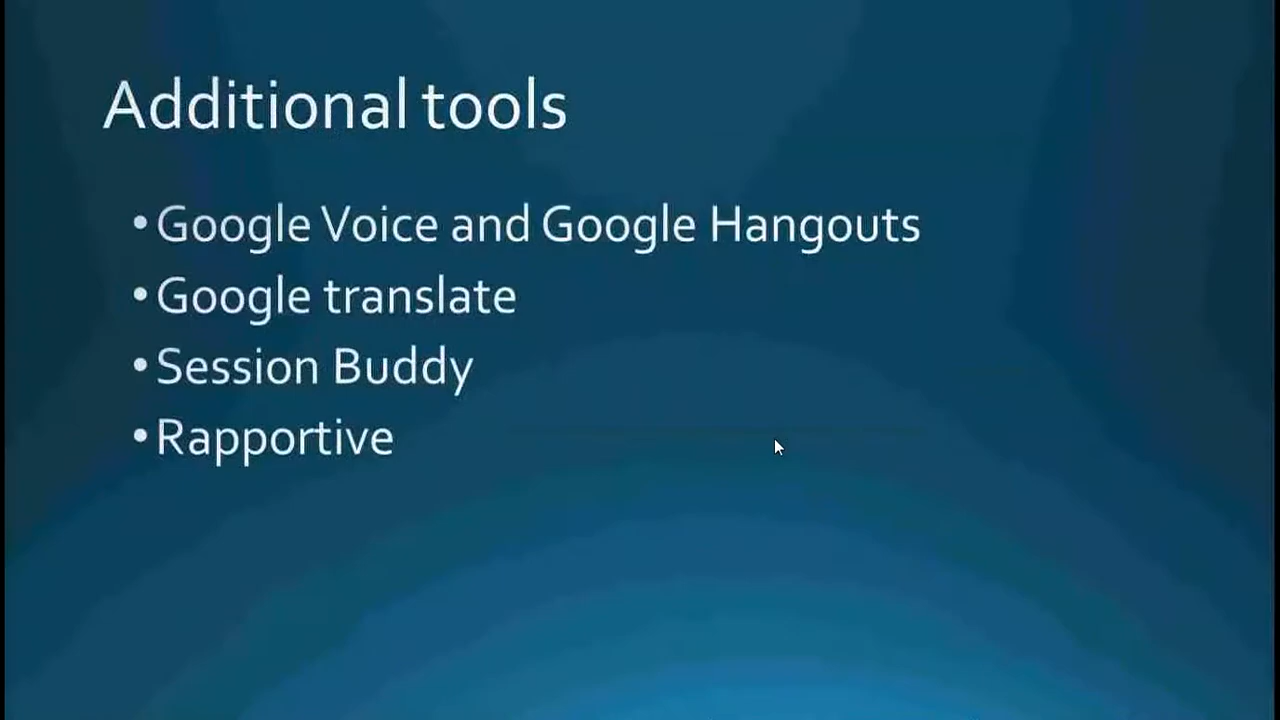 Additional tools
•Google Voice and Google Hangouts
•Google translate
•Session Buddy
•Rapportive